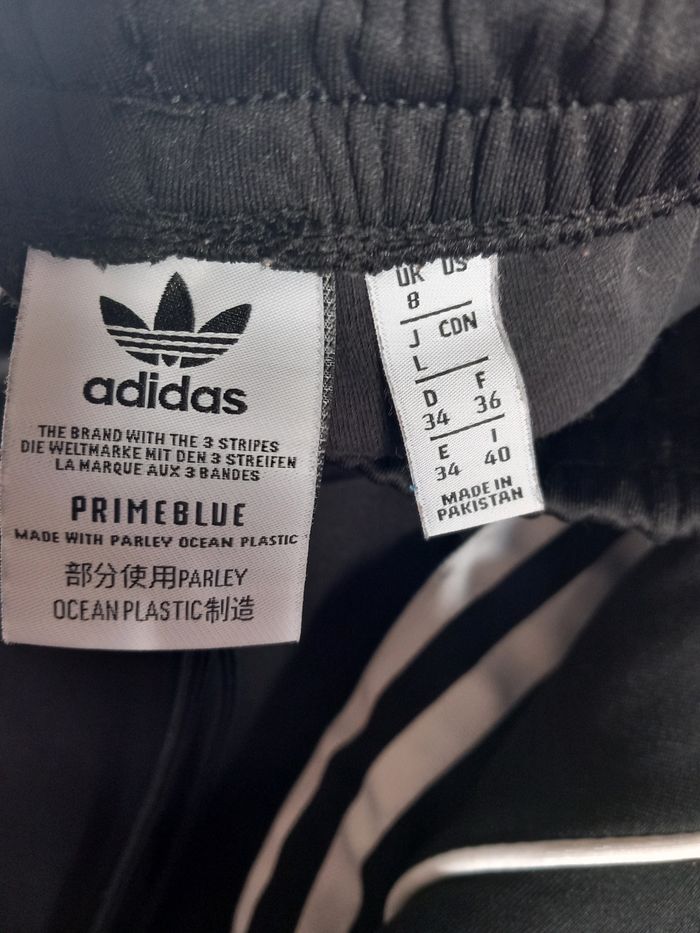 adidas
THE BRAND WITH THE 3 STRIPES
DIE WELTMARKE MIT DEN 3 STREIFEN
LA MARQUE AUX 3 BANDES
PRIMEBLUE
MADE WITH PARLEY OCEAN PLASTIC
部分使用PARLEY
OCEAN PLASTIC制造
UK US
8
J CDN
L
D F
34 36
E I
34 40
MADE IN
PAKISTAN